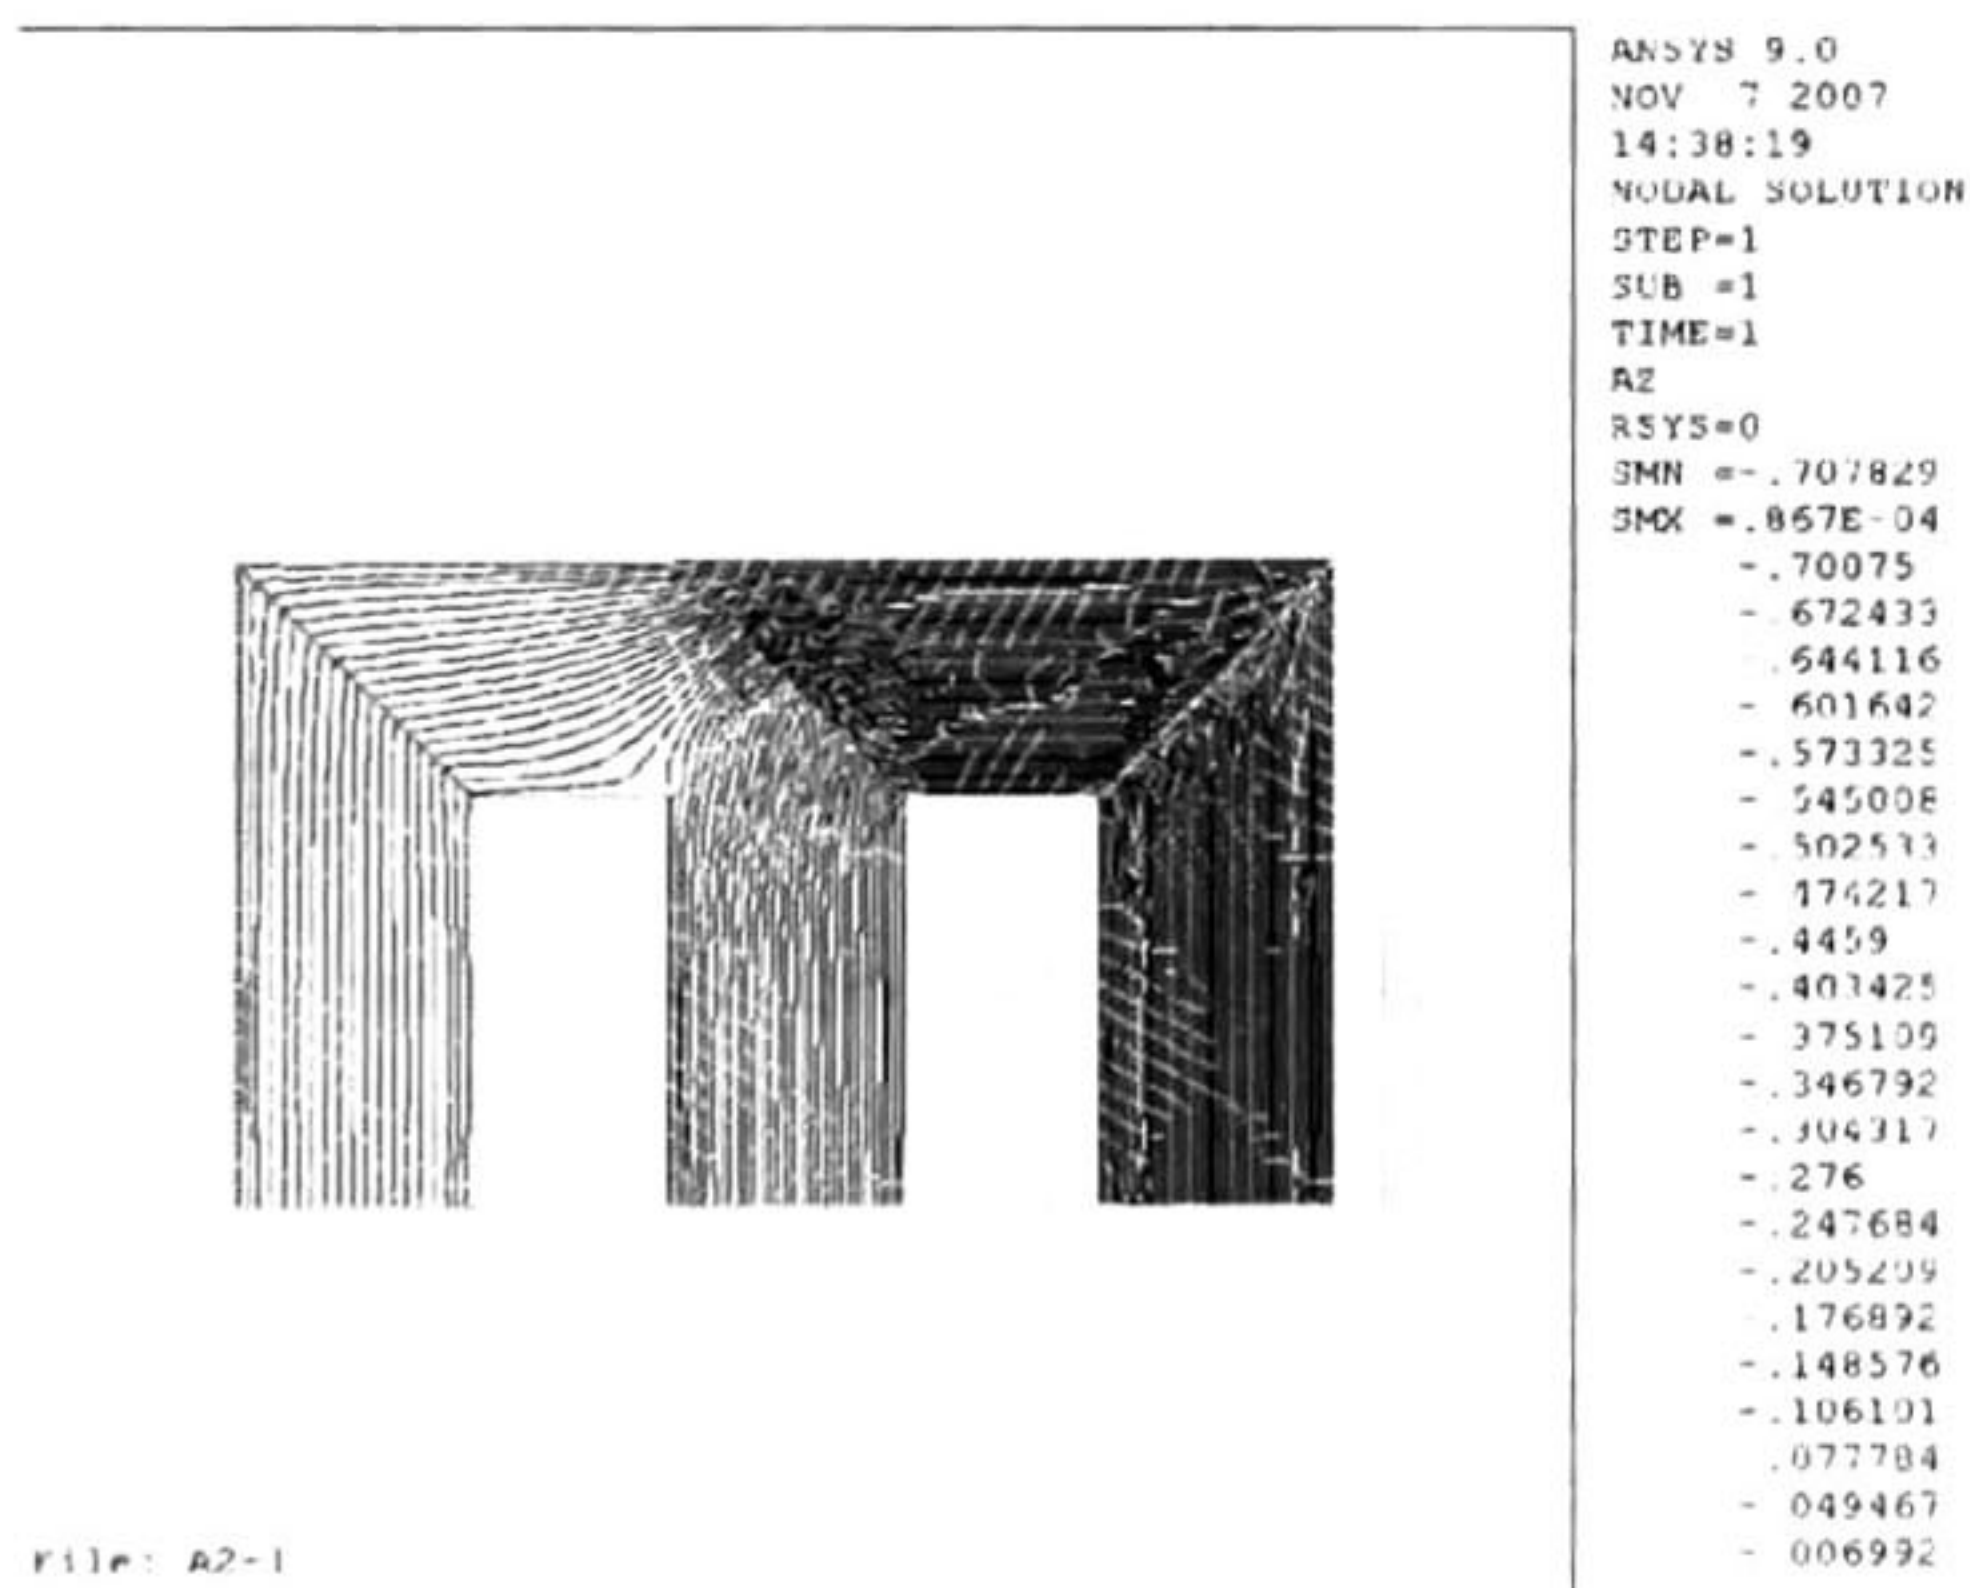 ANSYS 9.0
NOV 7 2007
14:38:19
NODAL SOLUTION
STEP=1
SUB =1
TIME=1
AZ
RSYS=0
SMN =-.707829
SMX =.867E-04
-.70075
-.672433
.644116
- 601642
-.573325
- 545008
-.502533
- 474217
-.4459
-.403425
- 375109
-.346792
-.304317
-.276
-.247684
-.205209
.176892
-.148576
-.106101
.077784
- 049467
- 006992
File: A2-1